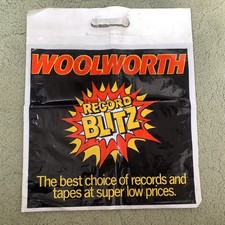 WOOLWORTH
RECORD
BLITZ
The best choice of records and
tapes at super low prices.